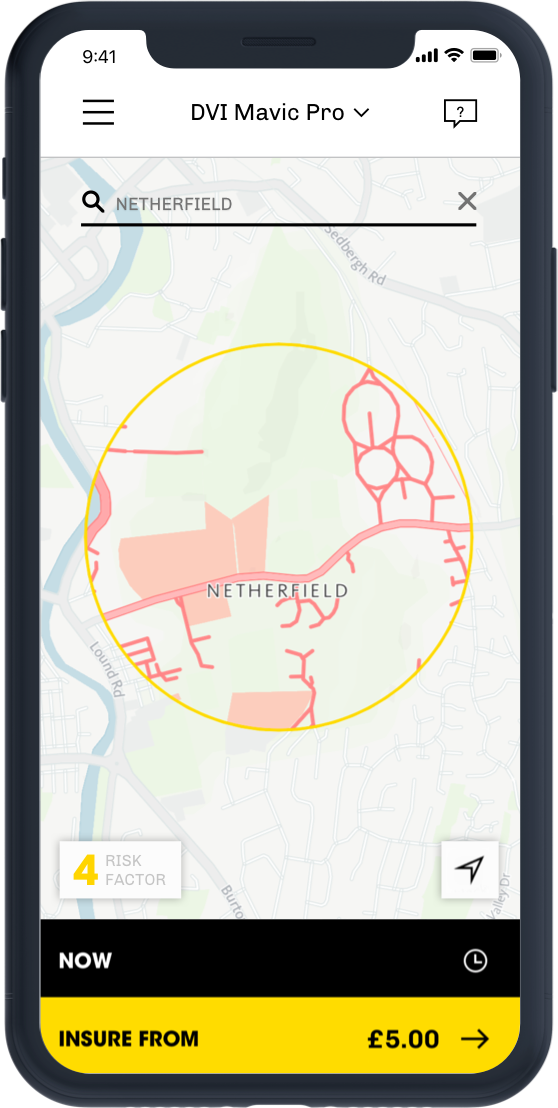 9:41
DVI Mavic Pro
?
NETHERFIELD
Sedbergh Rd
NETHERFIELD
Lound Rd
4 RISK
FACTOR
Burto
Valley Dr
NOW
INSURE FROM £5.00